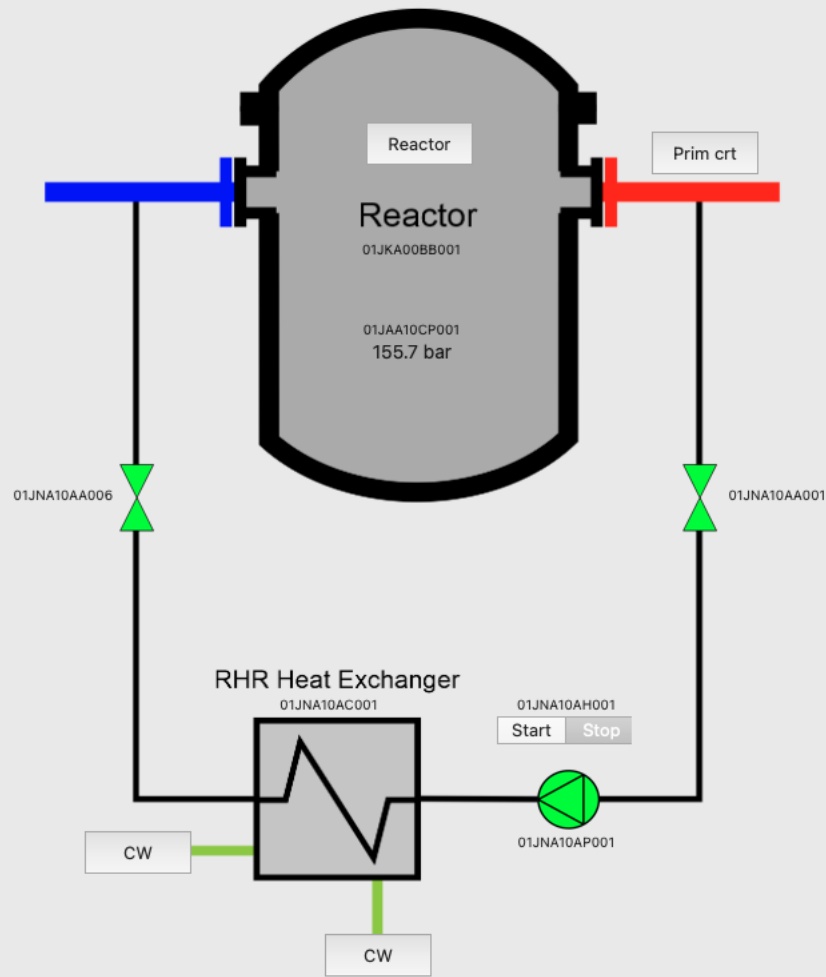 Reactor
Prim crt
Reactor
01JKA00BB001
01JAA10CP001
155.7 bar
01JNA10AA006
01JNA10AA001
RHR Heat Exchanger
01JNA10AC001
01JNA10AH001
Start Stop
01JNA10AP001
CW
CW